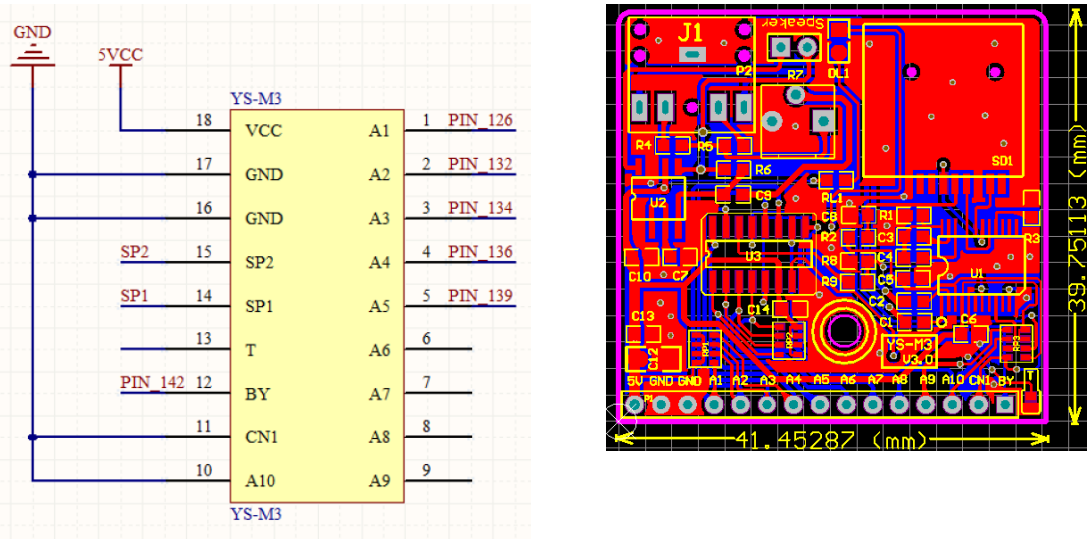 GND
5VCC
YS-M3
18 VCC A1 1 PIN_126
17 GND A2 2 PIN_132
16 GND A3 3 PIN_134
SP2 15 SP2 A4 4 PIN_136
SP1 14 SP1 A5 5 PIN_139
13 T A6 6
PIN_142 12 BY A7 7
11 CN1 A8 8
10 A10 A9 9
YS-M3
J1
Speaker
P2
R7
DL1
R4
R5
R6
SD1
U2
C9
RL1
C8
R1
R3
R2
C3
U3
R8
C4
U1
C10
C7
R9
C5
C2
C14
C1
C6
C13
C12
RP1
RP2
RP3
YS-M3
V3.0
5V GND GND A1 A2 A3 A4 A5 A6 A7 A8 A9 A10 CN1 BY T
P1
41.45287 (mm)
39.75113 (mm)